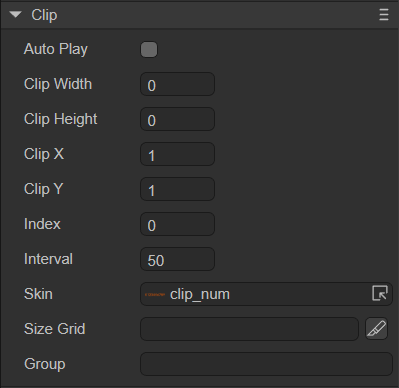 Clip
Auto Play
Clip Width 0
Clip Height 0
Clip X 1
Clip Y 1
Index 0
Interval 50
Skin clip_num
Size Grid
Group